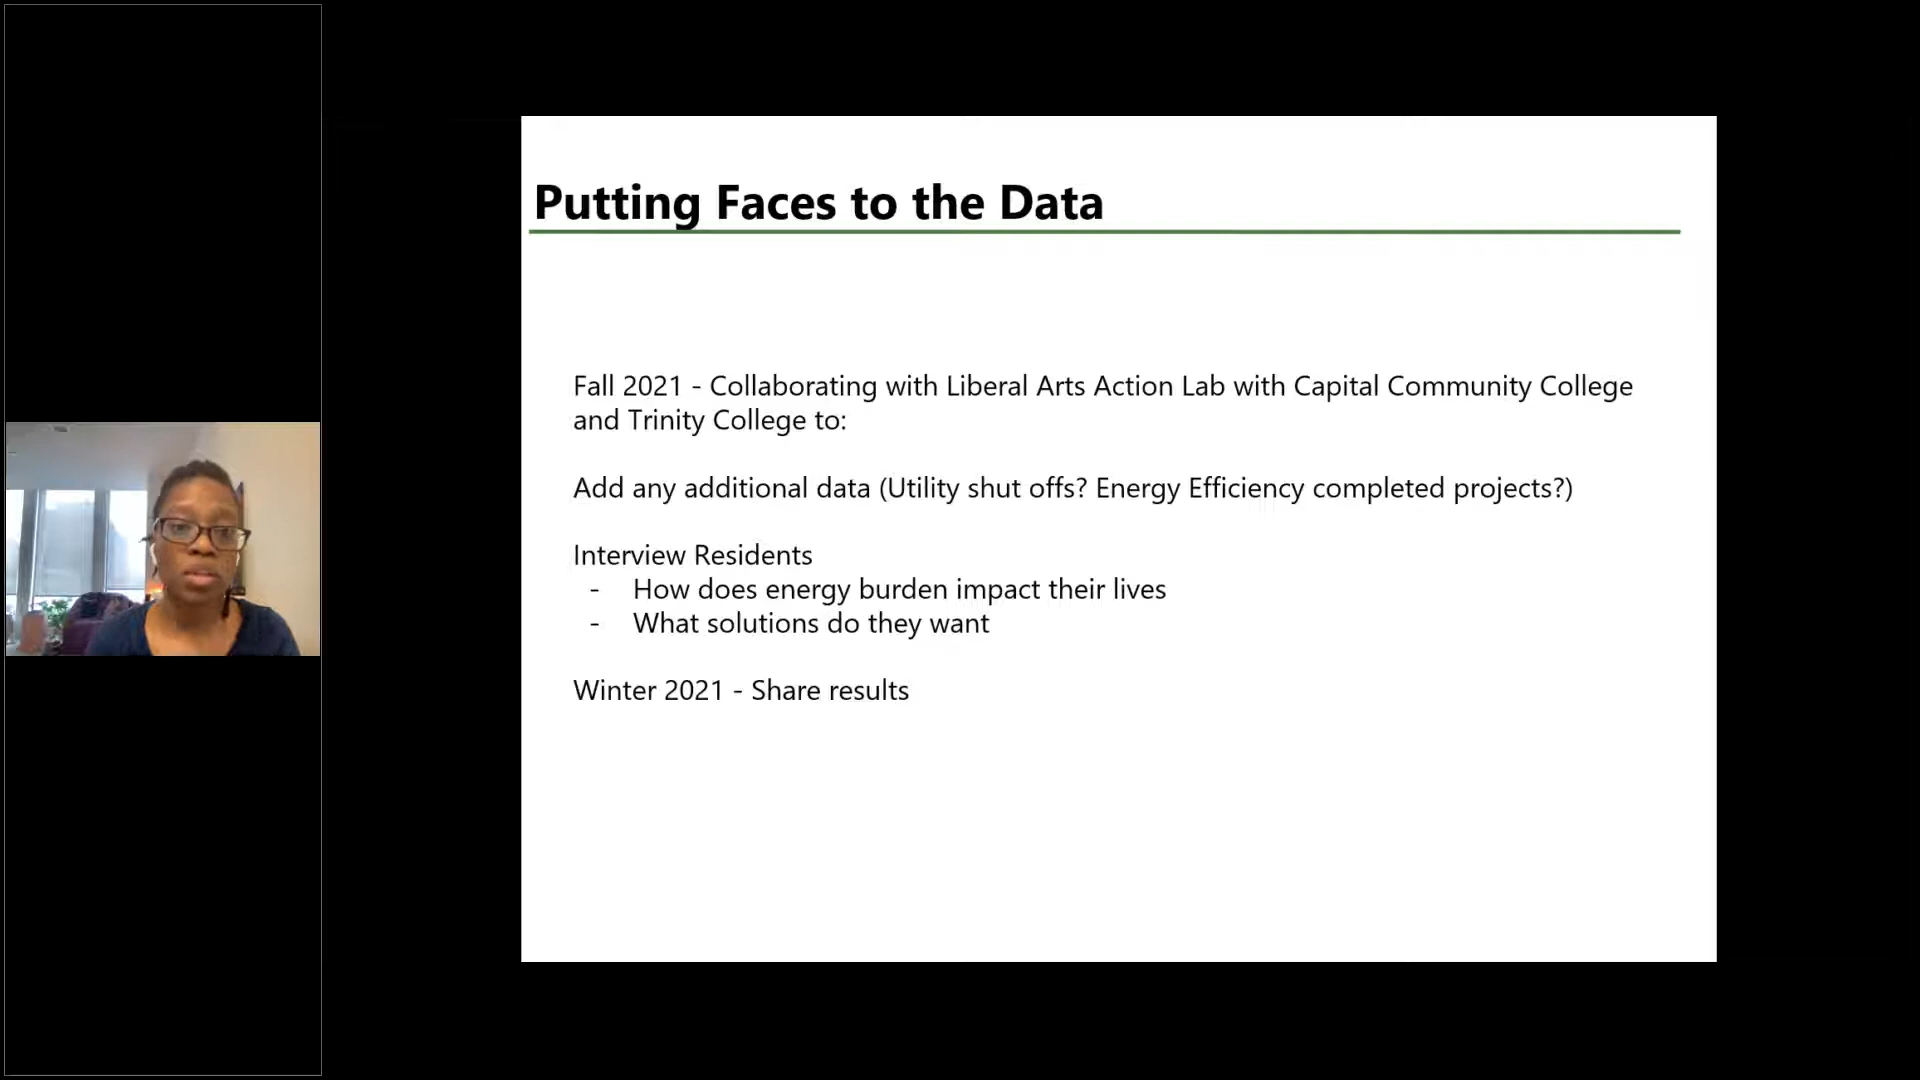 Putting Faces to the Data
Fall 2021 - Collaborating with Liberal Arts Action Lab with Capital Community College
and Trinity College to:
Add any additional data (Utility shut offs? Energy Efficiency completed projects?)
Interview Residents
- How does energy burden impact their lives
- What solutions do they want
Winter 2021 - Share results